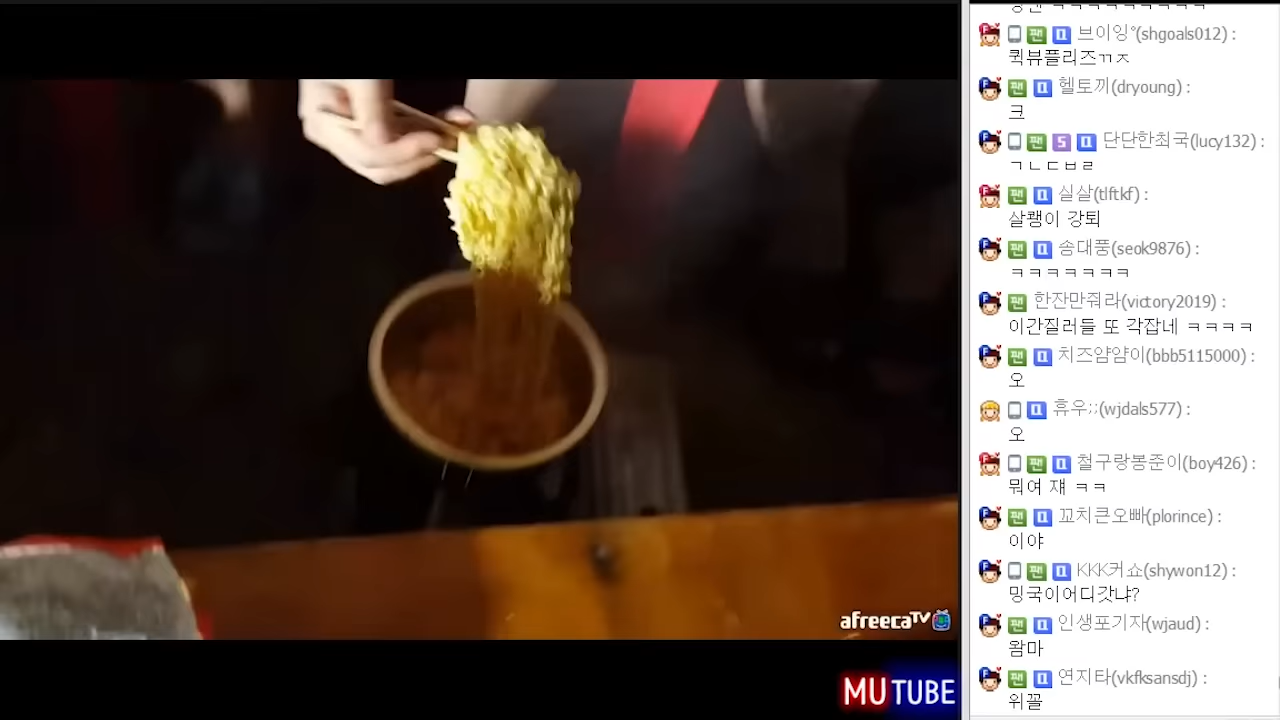 브이잉°(shgoals012) :
퀵뷰플리즈ㄲㅈ
헬토끼(dryoung) :
크
단단한최국(lucy132) :
ㄱㄴㄷㅂㄹ
실살(tlftkf) :
살쾡이 강퇴
송대풍(seok9876) :
ㅋㅋㅋㅋㅋㅋㅋ
한잔만줘라(victory2019) :
이간질러들 또 각잡네 ㅋㅋㅋㅋ
치즈얌얌이(bbb5115000) :
오
휴우;;(wjdals577) :
오
철구랑봉준이(boy426) :
뭐여 쟤 ㅋㅋ
꼬치큰오빠(plorince) :
이야
KKK커쇼(shywon12) :
밍국이어디갓냐?
인생포기자(wjaud) :
왐마
연지타(vkfksansdj) :
위꼴
afreecaTV
MUTUBE